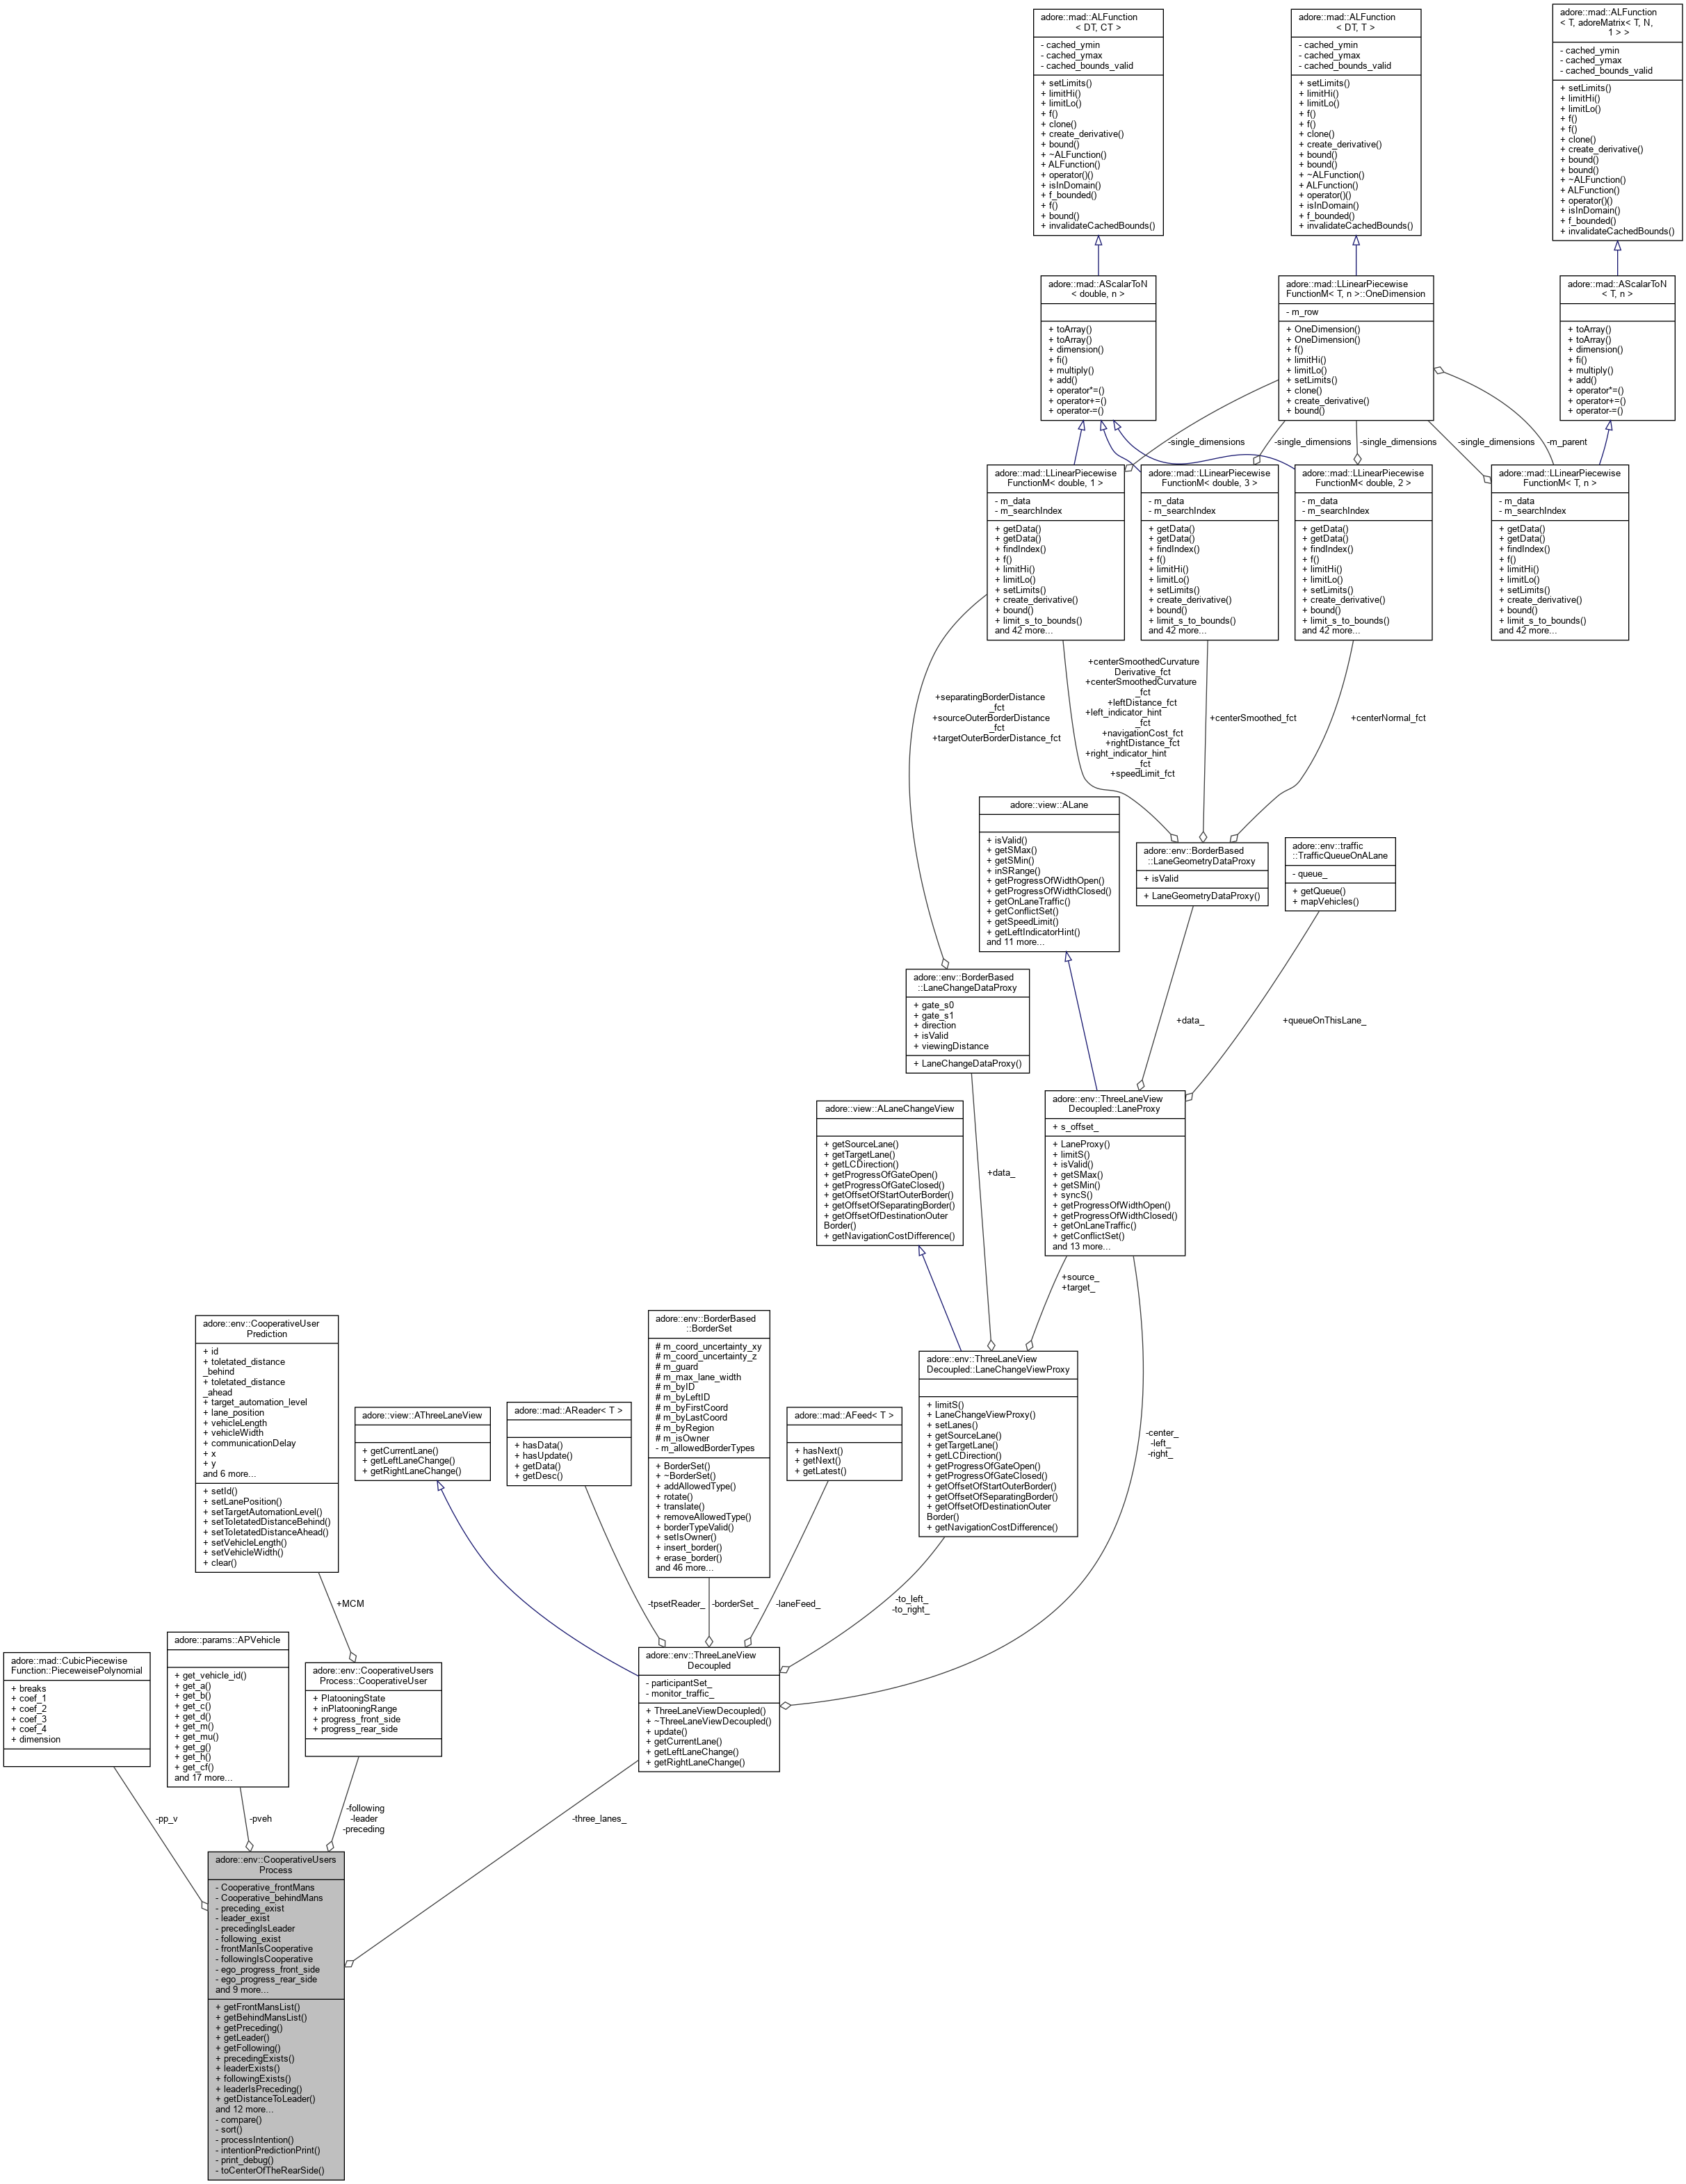 adore::mad::ALFunction
< DT, CT >
- cached_ymin
- cached_ymax
- cached_bounds_valid
+ setLimits()
+ limitHi()
+ limitLo()
+ f()
+ clone()
+ create_derivative()
+ bound()
+ ~ALFunction()
+ ALFunction()
+ operator()()
+ isInDomain()
+ f_bounded()
+ f()
+ bound()
+ invalidateCachedBounds()
adore::mad::ALFunction
< DT, T >
- cached_ymin
- cached_ymax
- cached_bounds_valid
+ setLimits()
+ limitHi()
+ limitLo()
+ f()
+ f()
+ clone()
+ create_derivative()
+ bound()
+ bound()
+ ~ALFunction()
+ ALFunction()
+ operator()()
+ isInDomain()
+ f_bounded()
+ invalidateCachedBounds()
adore::mad::ALFunction
< T, adoreMatrix< T, N,
1 > >
- cached_ymin
- cached_ymax
- cached_bounds_valid
+ setLimits()
+ limitHi()
+ limitLo()
+ f()
+ f()
+ clone()
+ create_derivative()
+ bound()
+ bound()
+ ~ALFunction()
+ ALFunction()
+ operator()()
+ isInDomain()
+ f_bounded()
+ invalidateCachedBounds()
adore::mad::AScalarToN
< double, n >
+ toArray()
+ toArray()
+ dimension()
+ fi()
+ multiply()
+ add()
+ operator*=()
+ operator+=()
+ operator-=()
adore::mad::LLinearPiecewise
FunctionM< T, n >::OneDimension
- m_row
+ OneDimension()
+ OneDimension()
+ f()
+ limitHi()
+ limitLo()
+ setLimits()
+ clone()
+ create_derivative()
+ bound()
adore::mad::AScalarToN
< T, n >
+ toArray()
+ toArray()
+ dimension()
+ fi()
+ multiply()
+ add()
+ operator*=()
+ operator+=()
+ operator-=()
-single_dimensions
-single_dimensions
-single_dimensions
-single_dimensions
-m_parent
adore::mad::LLinearPiecewise
FunctionM< double, 1 >
- m_data
- m_searchIndex
+ getData()
+ getData()
+ findIndex()
+ f()
+ limitHi()
+ limitLo()
+ setLimits()
+ create_derivative()
+ bound()
+ limit_s_to_bounds()
and 42 more...
adore::mad::LLinearPiecewise
FunctionM< double, 3 >
- m_data
- m_searchIndex
+ getData()
+ getData()
+ findIndex()
+ f()
+ limitHi()
+ limitLo()
+ setLimits()
+ create_derivative()
+ bound()
+ limit_s_to_bounds()
and 42 more...
adore::mad::LLinearPiecewise
FunctionM< double, 2 >
- m_data
- m_searchIndex
+ getData()
+ getData()
+ findIndex()
+ f()
+ limitHi()
+ limitLo()
+ setLimits()
+ create_derivative()
+ bound()
+ limit_s_to_bounds()
and 42 more...
adore::mad::LLinearPiecewise
FunctionM< T, n >
- m_data
- m_searchIndex
+ getData()
+ getData()
+ findIndex()
+ f()
+ limitHi()
+ limitLo()
+ setLimits()
+ create_derivative()
+ bound()
+ limit_s_to_bounds()
and 42 more...
+separatingBorderDistance
_fct
+sourceOuterBorderDistance
_fct
+targetOuterBorderDistance_fct
+centerSmoothedCurvature
Derivative_fct
+centerSmoothedCurvature
_fct
+leftDistance_fct
+left_indicator_hint
_fct
+navigationCost_fct
+rightDistance_fct
+right_indicator_hint
_fct
+speedLimit_fct
+centerSmoothed_fct
+centerNormal_fct
adore::view::ALane
+ isValid()
+ getSMax()
+ getSMin()
+ inSRange()
+ getProgressOfWidthOpen()
+ getProgressOfWidthClosed()
+ getOnLaneTraffic()
+ getConflictSet()
+ getSpeedLimit()
+ getLeftIndicatorHint()
and 11 more...
adore::env::BorderBased
::LaneGeometryDataProxy
+ isValid
+ LaneGeometryDataProxy()
adore::env::traffic
::TrafficQueueOnALane
- queue_
+ getQueue()
+ mapVehicles()
adore::env::BorderBased
::LaneChangeDataProxy
+ gate_s0
+ gate_s1
+ direction
+ isValid
+ viewingDistance
+ LaneChangeDataProxy()
+data_
+queueOnThisLane_
adore::view::ALaneChangeView
+ getSourceLane()
+ getTargetLane()
+ getLCDirection()
+ getProgressOfGateOpen()
+ getProgressOfGateClosed()
+ getOffsetOfStartOuterBorder()
+ getOffsetOfSeparatingBorder()
+ getOffsetOfDestinationOuter
Border()
+ getNavigationCostDifference()
+data_
adore::env::ThreeLaneView
Decoupled::LaneProxy
+ s_offset_
+ LaneProxy()
+ limitS()
+ isValid()
+ getSMax()
+ getSMin()
+ syncS()
+ getProgressOfWidthOpen()
+ getProgressOfWidthClosed()
+ getOnLaneTraffic()
+ getConflictSet()
and 13 more...
+source_
+target_
adore::env::CooperativeUser
Prediction
+ id
+ toletated_distance
_behind
+ toletated_distance
_ahead
+ target_automation_level
+ lane_position
+ vehicleLength
+ vehicleWidth
+ communicationDelay
+ x
+ y
and 6 more...
+ setId()
+ setLanePosition()
+ setTargetAutomationLevel()
+ setToletatedDistanceBehind()
+ setToletatedDistanceAhead()
+ setVehicleLength()
+ setVehicleWidth()
+ clear()
adore::view::AThreeLaneView
+ getCurrentLane()
+ getLeftLaneChange()
+ getRightLaneChange()
adore::mad::AReader< T >
+ hasData()
+ hasUpdate()
+ getData()
+ getDesc()
adore::env::BorderBased
::BorderSet
# m_coord_uncertainty_xy
# m_coord_uncertainty_z
# m_guard
# m_max_lane_width
# m_byID
# m_byLeftID
# m_byFirstCoord
# m_byLastCoord
# m_byRegion
# m_isOwner
- m_allowedBorderTypes
+ BorderSet()
+ ~BorderSet()
+ addAllowedType()
+ rotate()
+ translate()
+ removeAllowedType()
+ borderTypeValid()
+ setIsOwner()
+ insert_border()
+ erase_border()
and 46 more...
adore::mad::AFeed< T >
+ hasNext()
+ getNext()
+ getLatest()
adore::env::ThreeLaneView
Decoupled::LaneChangeViewProxy
+ limitS()
+ LaneChangeViewProxy()
+ setLanes()
+ getSourceLane()
+ getTargetLane()
+ getLCDirection()
+ getProgressOfGateOpen()
+ getProgressOfGateClosed()
+ getOffsetOfStartOuterBorder()
+ getOffsetOfSeparatingBorder()
+ getOffsetOfDestinationOuter
Border()
+ getNavigationCostDifference()
-center_
-left_
-right_
+MCM
-tpsetReader_
-borderSet_
-laneFeed_
-to_left_
-to_right_
adore::mad::CubicPiecewise
Function::PieceweisePolynomial
+ breaks
+ coef_1
+ coef_2
+ coef_3
+ coef_4
+ dimension
adore::params::APVehicle
+ get_vehicle_id()
+ get_a()
+ get_b()
+ get_c()
+ get_d()
+ get_m()
+ get_mu()
+ get_g()
+ get_h()
+ get_cf()
and 17 more...
adore::env::CooperativeUsers
Process::CooperativeUser
+ PlatooningState
+ inPlatooningRange
+ progress_front_side
+ progress_rear_side
adore::env::ThreeLaneView
Decoupled
- participantSet_
- monitor_traffic_
+ ThreeLaneViewDecoupled()
+ ~ThreeLaneViewDecoupled()
+ update()
+ getCurrentLane()
+ getLeftLaneChange()
+ getRightLaneChange()
-pp_v
-pveh
-following
-leader
-preceding
-three_lanes_
adore::env::CooperativeUsers
Process
- Cooperative_frontMans
- Cooperative_behindMans
- preceding_exist
- leader_exist
- precedingIsLeader
- following_exist
- frontManIsCooperative
- followingIsCooperative
- ego_progress_front_side
- ego_progress_rear_side
and 9 more...
+ getFrontMansList()
+ getBehindMansList()
+ getPreceding()
+ getLeader()
+ getFollowing()
+ precedingExists()
+ leaderExists()
+ followingExists()
+ leaderIsPreceding()
+ getDistanceToLeader()
and 12 more...
- compare()
- sort()
- processIntention()
- intentionPredictionPrint()
- print_debug()
- toCenterOfTheRearSide()